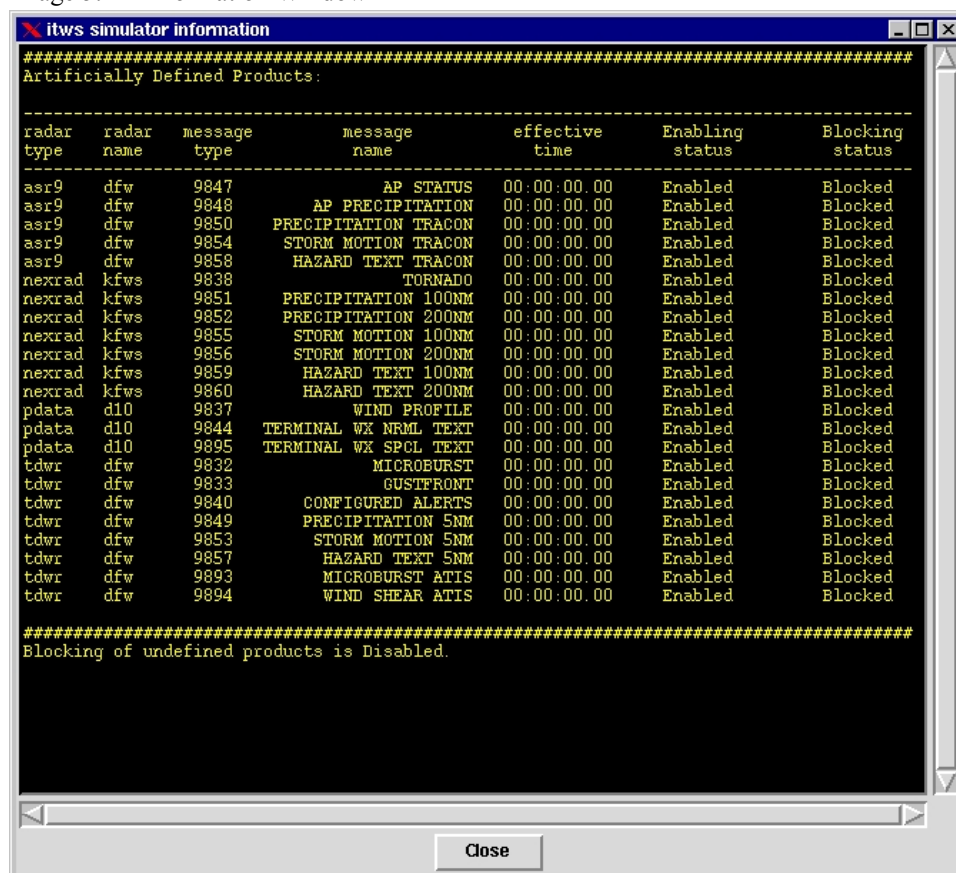 itws simulator information
################################################################################
Artificially Defined Products:
--------------------------------------------------------------------------------
radar radar message message effective Enabling Blocking
type name type name time status status
--------------------------------------------------------------------------------
asr9 dfw 9847 AP STATUS 00:00:00.00 Enabled Blocked
asr9 dfw 9848 AP PRECIPITATION 00:00:00.00 Enabled Blocked
asr9 dfw 9850 PRECIPITATION TRACON 00:00:00.00 Enabled Blocked
asr9 dfw 9854 STORM MOTION TRACON 00:00:00.00 Enabled Blocked
asr9 dfw 9858 HAZARD TEXT TRACON 00:00:00.00 Enabled Blocked
nexrad kfws 9838 TORNADO 00:00:00.00 Enabled Blocked
nexrad kfws 9851 PRECIPITATION 100NM 00:00:00.00 Enabled Blocked
nexrad kfws 9852 PRECIPITATION 200NM 00:00:00.00 Enabled Blocked
nexrad kfws 9855 STORM MOTION 100NM 00:00:00.00 Enabled Blocked
nexrad kfws 9856 STORM MOTION 200NM 00:00:00.00 Enabled Blocked
nexrad kfws 9859 HAZARD TEXT 100NM 00:00:00.00 Enabled Blocked
nexrad kfws 9860 HAZARD TEXT 200NM 00:00:00.00 Enabled Blocked
pdata d10 9837 WIND PROFILE 00:00:00.00 Enabled Blocked
pdata d10 9844 TERMINAL WX NRML TEXT 00:00:00.00 Enabled Blocked
pdata d10 9895 TERMINAL WX SPCL TEXT 00:00:00.00 Enabled Blocked
tdwr dfw 9832 MICROBURST 00:00:00.00 Enabled Blocked
tdwr dfw 9833 GUSTFRONT 00:00:00.00 Enabled Blocked
tdwr dfw 9840 CONFIGURED ALERTS 00:00:00.00 Enabled Blocked
tdwr dfw 9849 PRECIPITATION 5NM 00:00:00.00 Enabled Blocked
tdwr dfw 9853 STORM MOTION 5NM 00:00:00.00 Enabled Blocked
tdwr dfw 9857 HAZARD TEXT 5NM 00:00:00.00 Enabled Blocked
tdwr dfw 9893 MICROBURST ATIS 00:00:00.00 Enabled Blocked
tdwr dfw 9894 WIND SHEAR ATIS 00:00:00.00 Enabled Blocked
################################################################################
Blocking of undefined products is Disabled.
Close